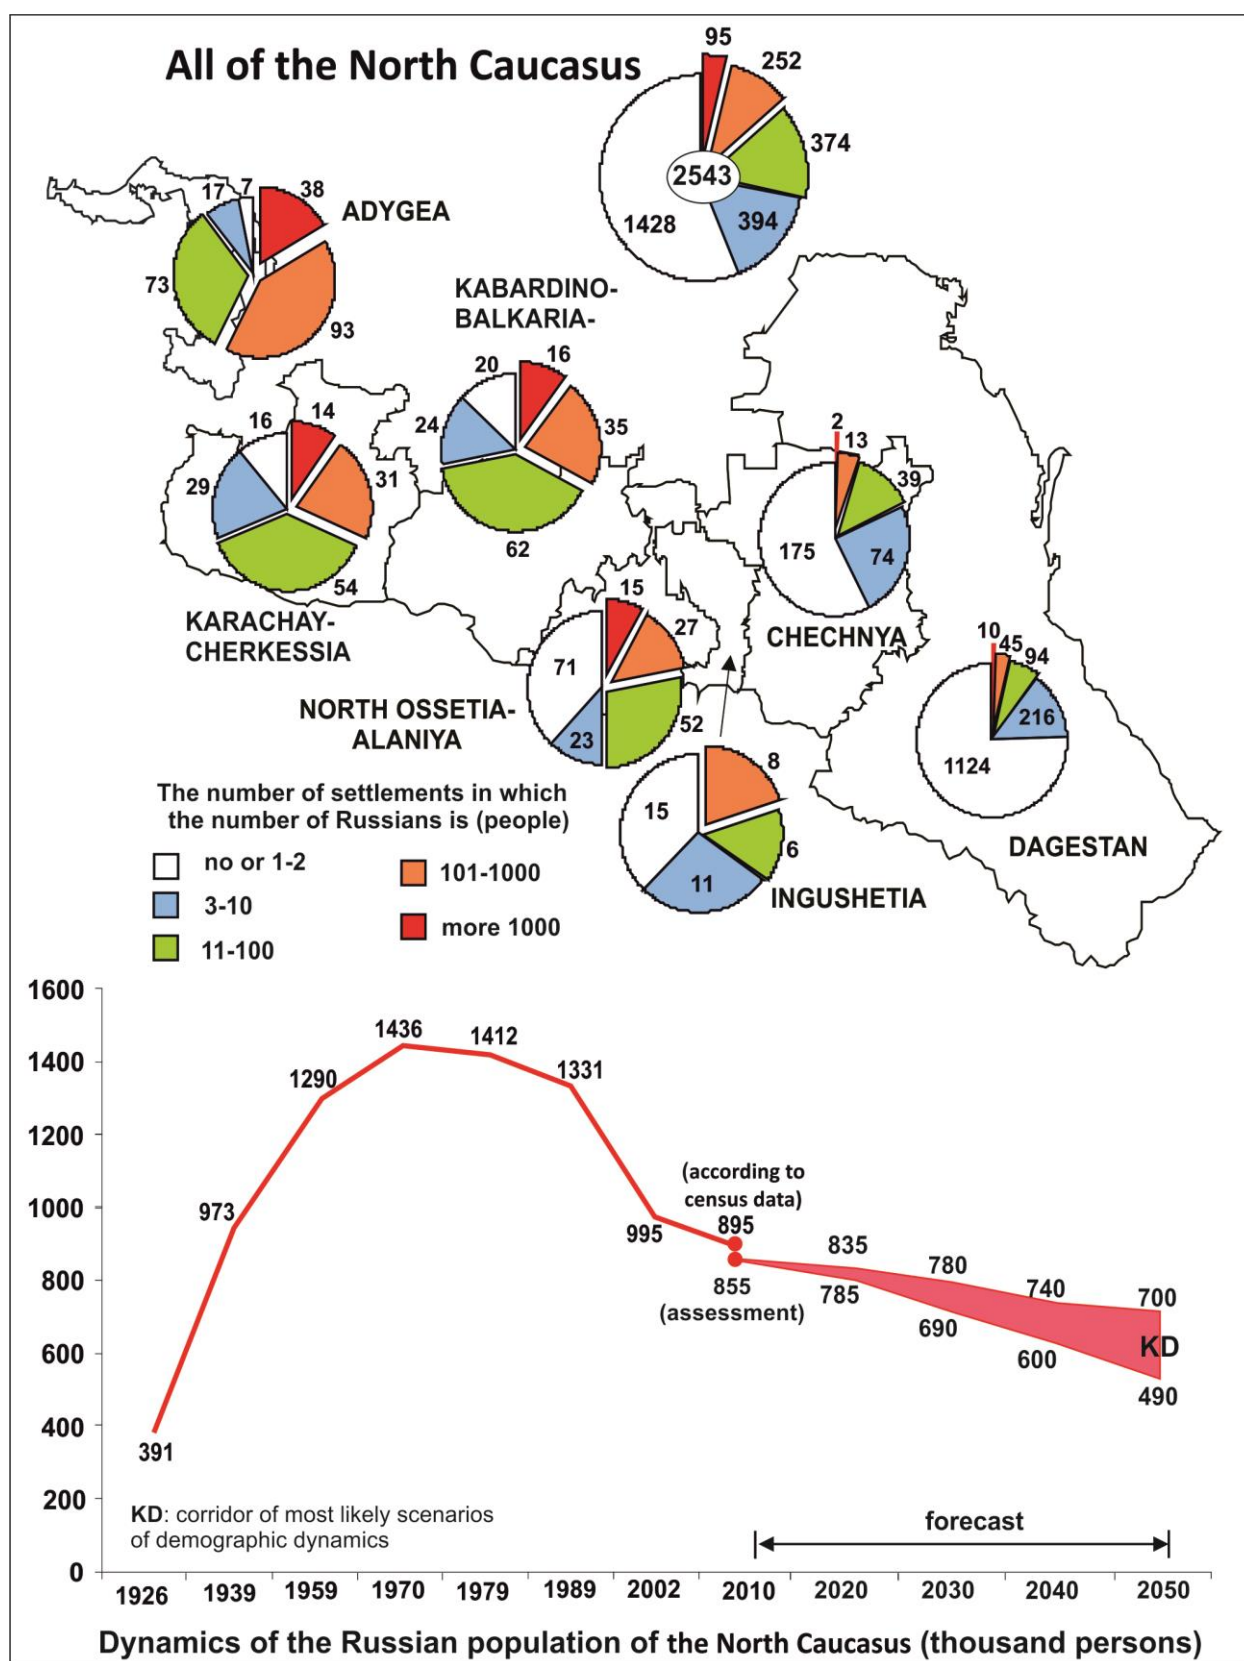 All of the North Caucasus
95
252
374
394
1428
2543
ADYGEA
7
17
38
73
93
KABARDINO-
BALKARIA-
20
16
24
35
62
16
14
29
31
54
KARACHAY-
CHERKESSIA
2
13
39
74
175
CHECHNYA
15
27
71
52
23
NORTH OSSETIA-
ALANIYA
10
45
94
216
1124
DAGESTAN
8
15
6
11
INGUSHETIA
The number of settlements in which
the number of Russians is (people)
no or 1-2
3-10
11-100
101-1000
more 1000
1600
1400
1200
1000
800
600
400
200
0
391
973
1290
1436
1412
1331
995
(according to
census data)
895
855
(assessment)
835
785
780
690
740
600
700
KD
490
KD: corridor of most likely scenarios
of demographic dynamics
forecast
1926 1939 1959 1970 1979 1989 2002 2010 2020 2030 2040 2050
Dynamics of the Russian population of the North Caucasus (thousand persons)